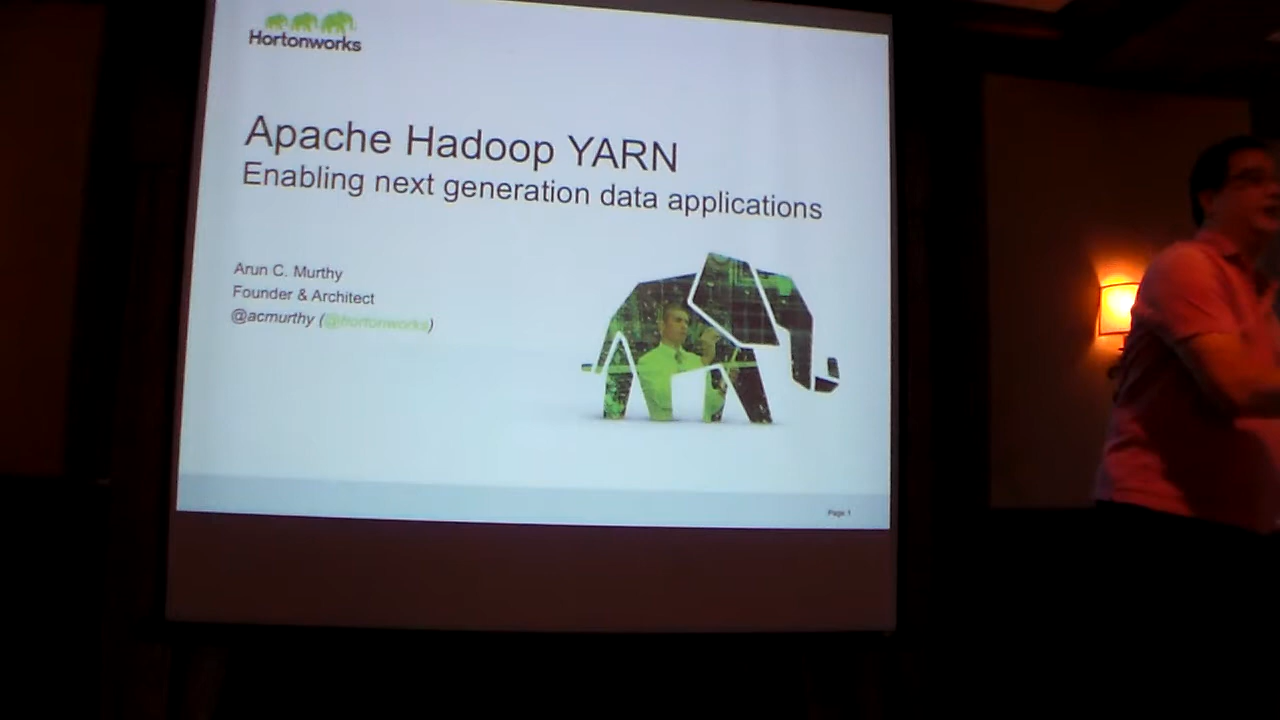 Hortonworks
Apache Hadoop YARN
Enabling next generation data applications
Arun C. Murthy
Founder & Architect
@acmurthy (@hortonworks)
Page 1